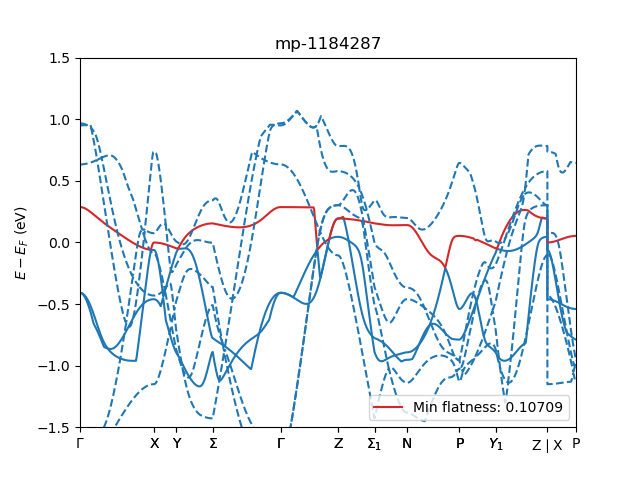 mp-1184287
E − E_F (eV)
1.5
1.0
0.5
0.0
−0.5
−1.0
−1.5
Min flatness: 0.10709
Γ X Y Σ Γ Z Σ₁ N P Y₁ Z | X P